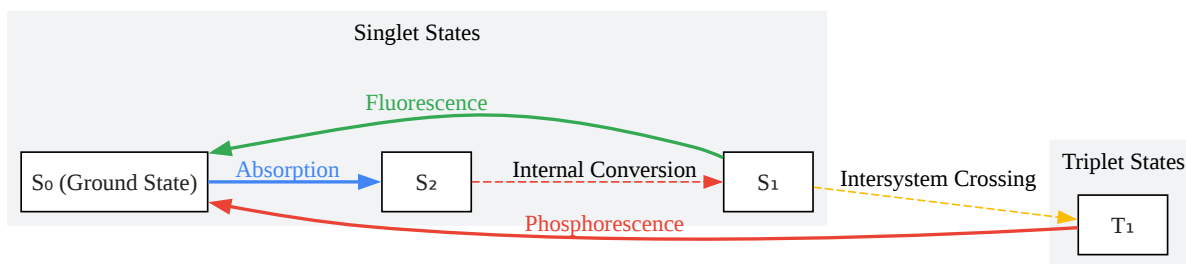 Singlet States
Fluorescence
Triplet States
S₀ (Ground State)
Absorption
S₂
Internal Conversion
S₁
Intersystem Crossing
Phosphorescence
T₁